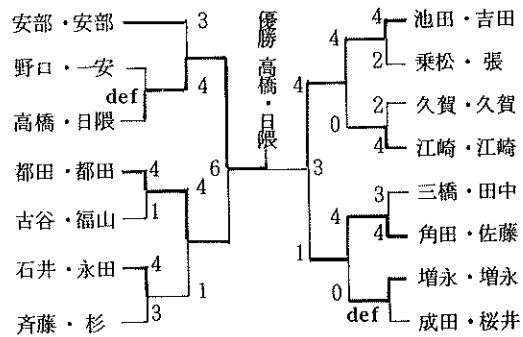 安部・安部
野口・一安
高橋・日隈
都田・都田
古谷・福山
石井・永田
斉藤・杉
3
def
4
4
1
4
4
3
1
6
優勝 高橋・日隈
3
4
1
4
0
4
0
4
2
2
4
3
4
def
池田・吉田
乗松・張
久賀・久賀
江崎・江崎
三橋・田中
角田・佐藤
増永・増永
成田・桜井